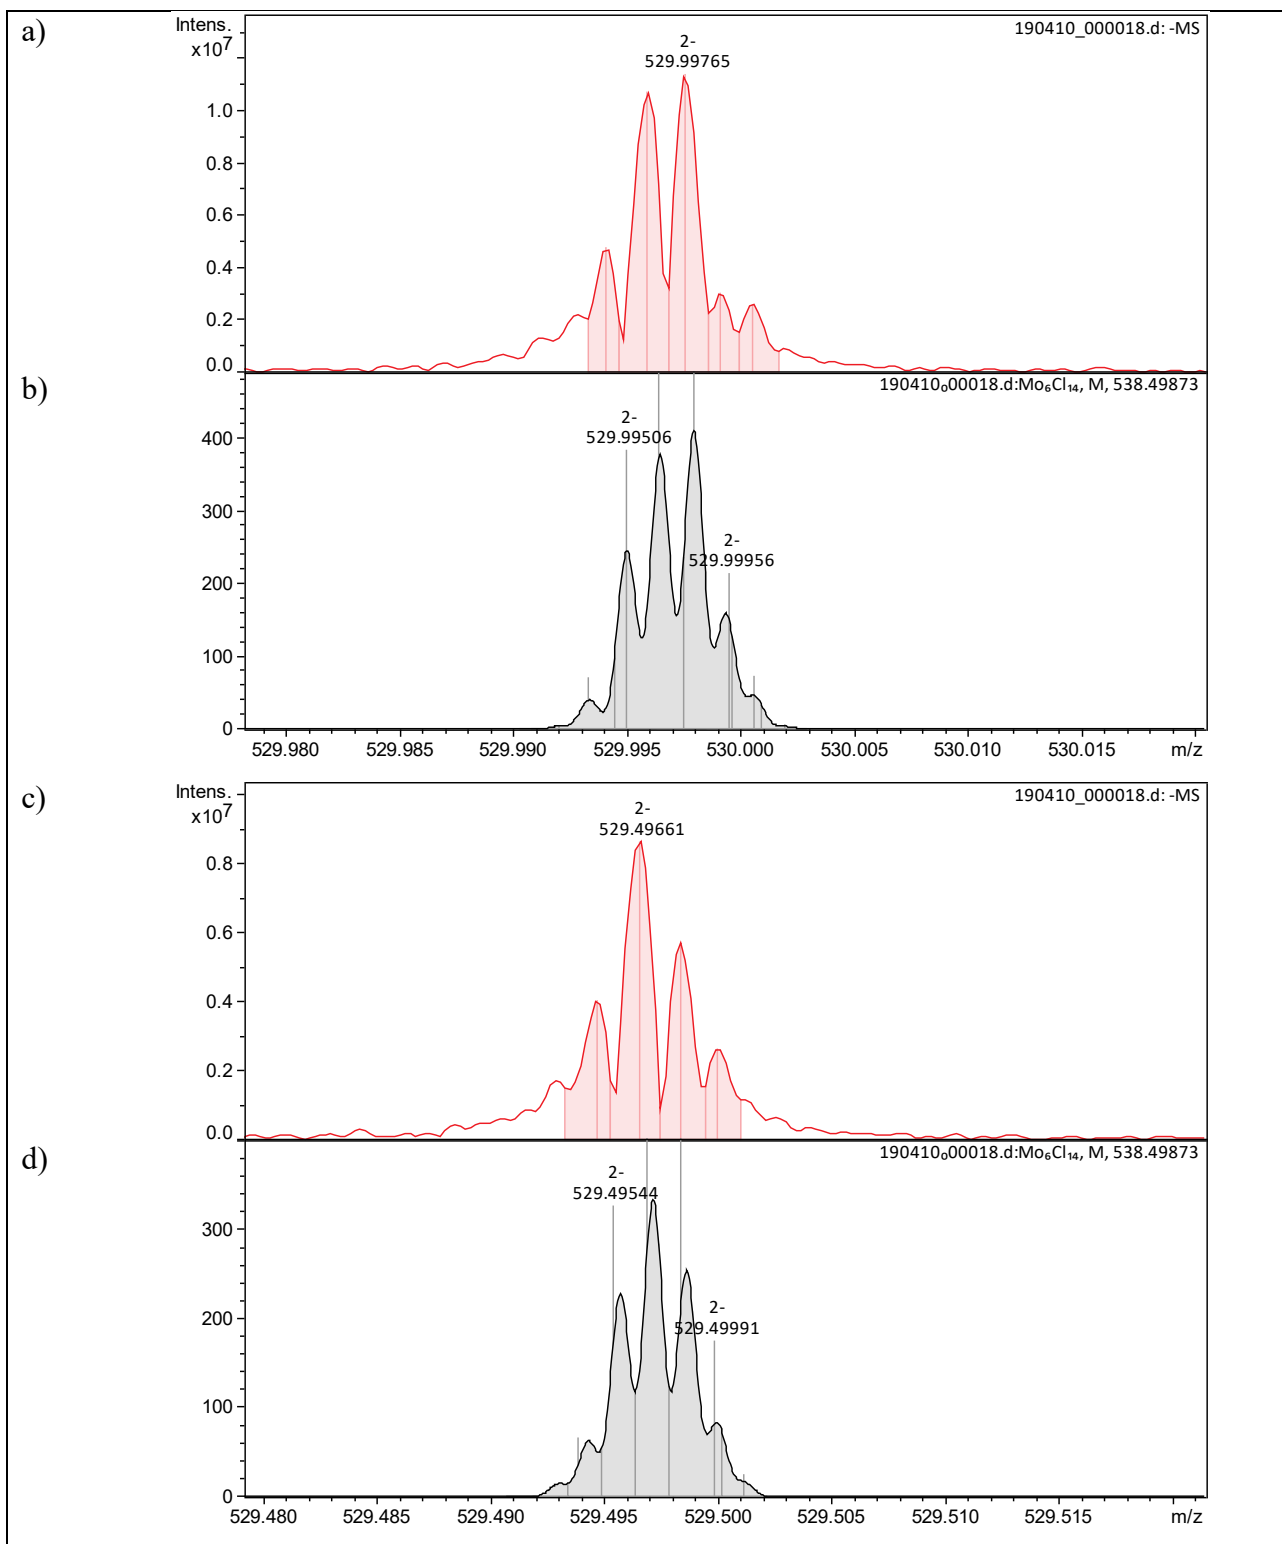 a)
Intens.
x10⁷
190410_000018.d: -MS
2-
529.99765
1.0
0.8
0.6
0.4
0.2
0.0
b)
190410₀00018.d:Mo₆Cl₁₄, M, 538.49873
2-
529.99506
2-
529.99956
400
300
200
100
0
529.980 529.985 529.990 529.995 530.000 530.005 530.010 530.015 m/z
c)
Intens.
x10⁷
190410_000018.d: -MS
2-
529.49661
0.8
0.6
0.4
0.2
0.0
d)
190410₀00018.d:Mo₆Cl₁₄, M, 538.49873
2-
529.49544
2-
529.49991
300
200
100
0
529.480 529.485 529.490 529.495 529.500 529.505 529.510 529.515 m/z